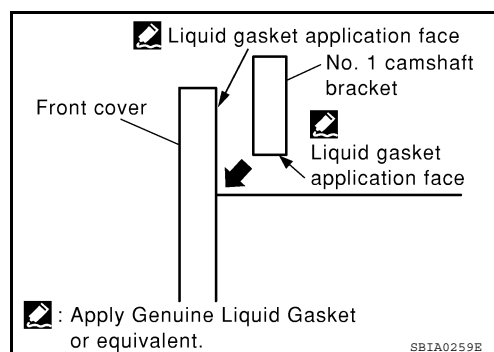 Liquid gasket application face
No. 1 camshaft
bracket
Front cover
Liquid gasket
application face
: Apply Genuine Liquid Gasket
or equivalent.
SBIA0259E